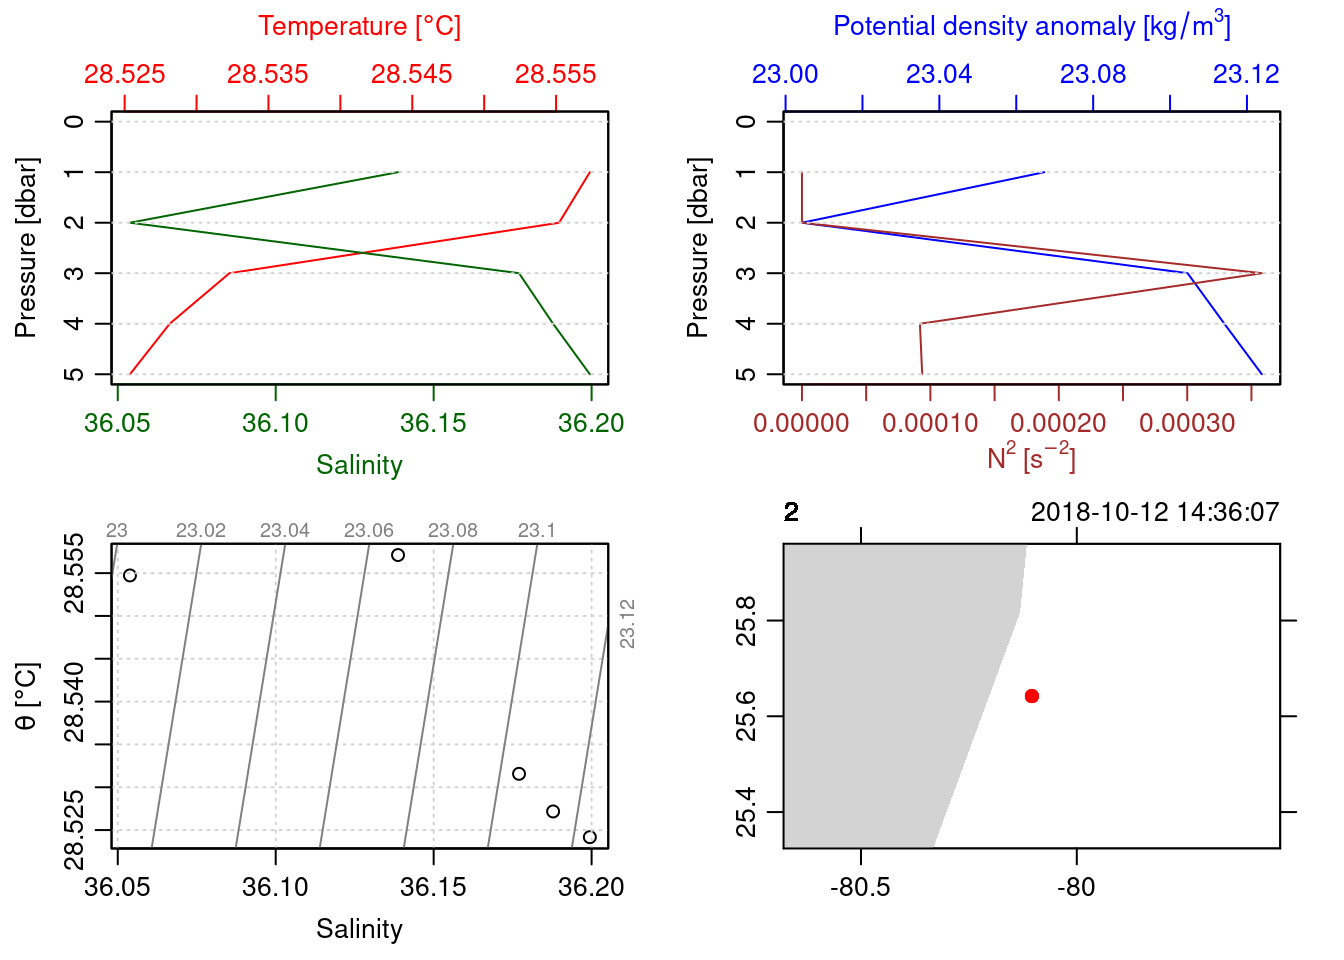 Temperature [°C]
28.525 28.535 28.545 28.555
0
1
2
3
4
5
Pressure [dbar]
36.05 36.10 36.15 36.20
Salinity
Potential density anomaly [kg/m³]
23.00 23.04 23.08 23.12
0
1
2
3
4
5
Pressure [dbar]
0.00000 0.00010 0.00020 0.00030
N² [s⁻²]
23 23.02 23.04 23.06 23.08 23.1
23.12
28.555
28.540
28.525
θ [°C]
36.05 36.10 36.15 36.20
Salinity
2 2018-10-12 14:36:07
25.8
25.6
25.4
-80.5 -80